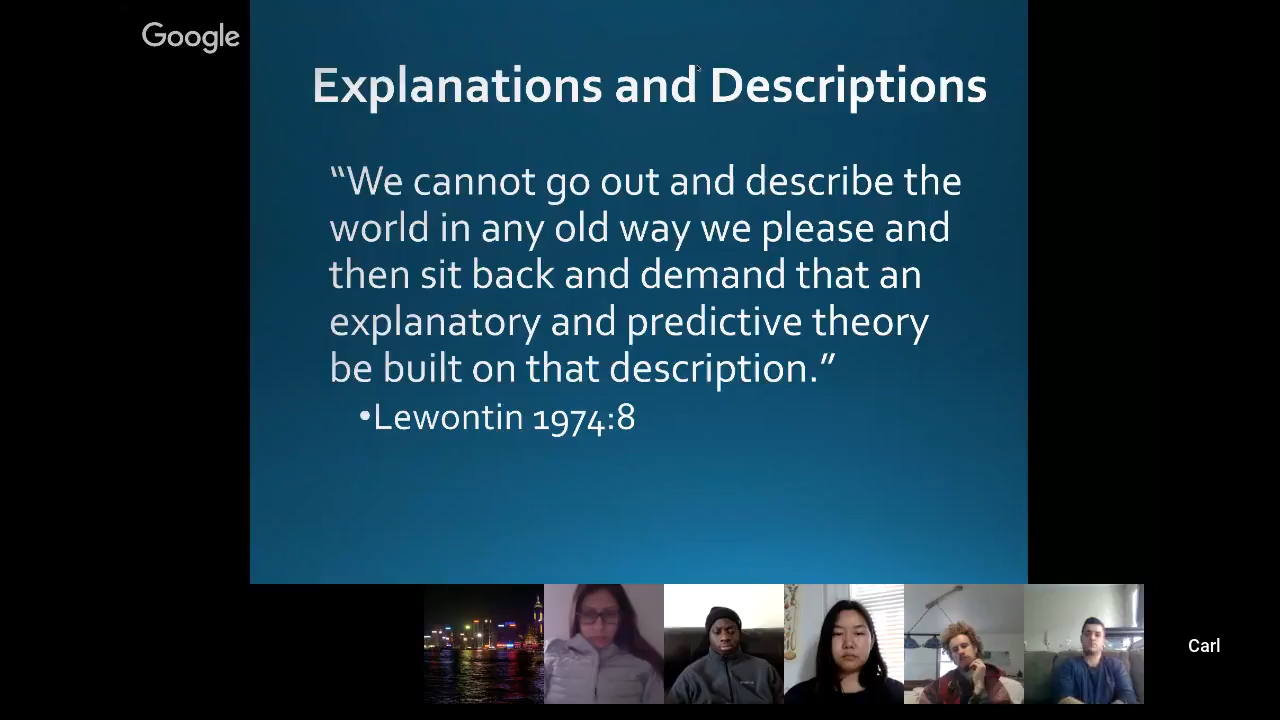 Google
Explanations and Descriptions
“We cannot go out and describe the
world in any old way we please and
then sit back and demand that an
explanatory and predictive theory
be built on that description.”
•Lewontin 1974:8
Carl